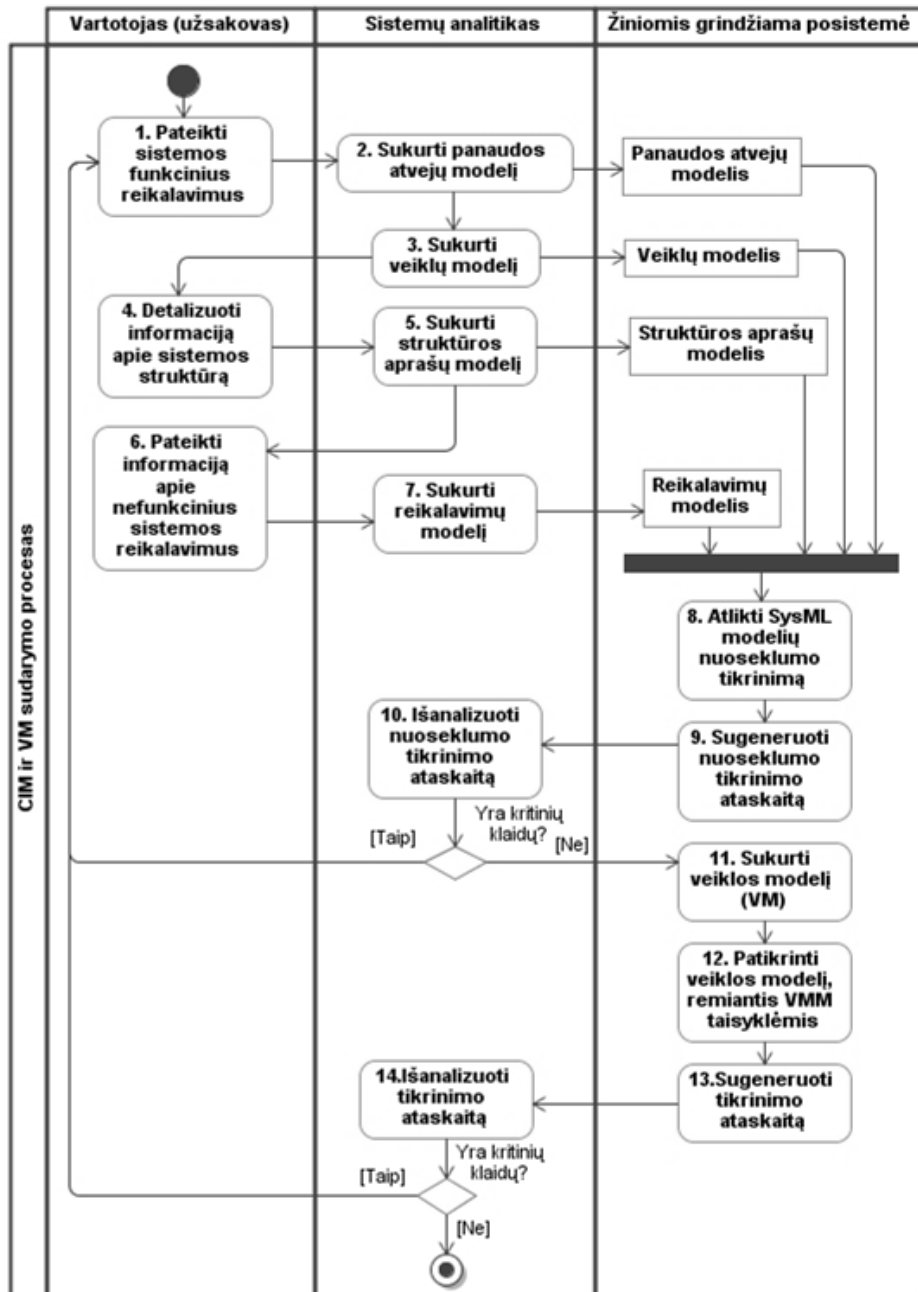 Vartotojas (užsakovas)
Sistemų analitikas
Žiniomis grindžiama posistemė
CIM ir VM sudarymo procesas
1. Pateikti
sistemos
funkcinius
reikalavimus
2. Sukurti panaudos
atvejų modelį
Panaudos atvejų
modelis
3. Sukurti
veiklų modelį
Veiklų modelis
4. Detalizuoti
informaciją
apie sistemos
struktūrą
5. Sukurti
struktūros
aprašų modelį
Struktūros aprašų
modelis
6. Pateikti
informaciją
apie
nefunkcinius
sistemos
reikalavimus
7. Sukurti
reikalavimų
modelį
Reikalavimų
modelis
8. Atlikti SysML
modelių
nuoseklumo
tikrinimą
9. Sugeneruoti
nuoseklumo
tikrinimo
ataskaitą
10. Išanalizuoti
nuoseklumo
tikrinimo
ataskaitą
Yra kritinių
klaidų?
[Taip]
[Ne]
11. Sukurti
veiklos modelį
(VM)
12. Patikrinti
veiklos modelį,
remiantis VMM
taisyklėmis
13.Sugeneruoti
tikrinimo
ataskaitą
14.Išanalizuoti
tikrinimo
ataskaitą
Yra kritinių
klaidų?
[Taip]
[Ne]